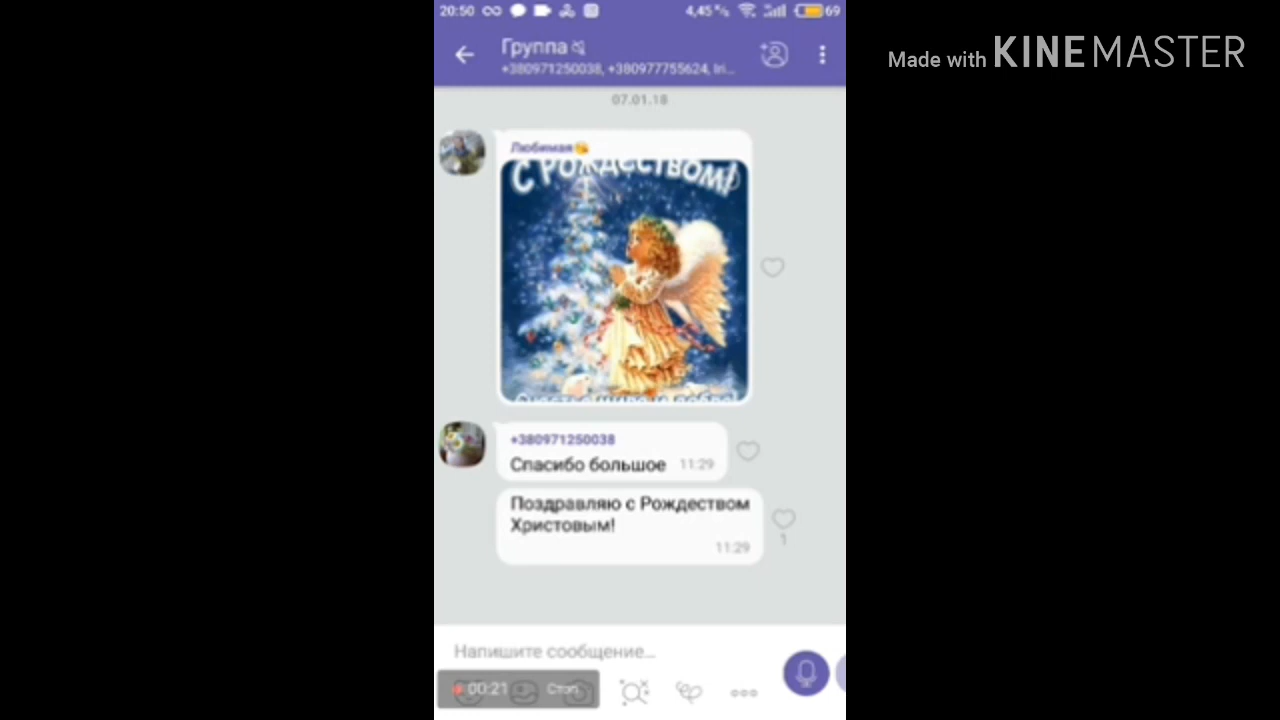 20:50
4,45 69
Made with KINEMASTER
Группа
+380971250038, +380977755624, Iri...
07.01.18
Любимая
С РОЖДЕСТВОМ!
+380971250038
Спасибо большое 11:29
Поздравляю с Рождеством
Христовым!
1
11:29
Напишите сообщение...
00:21 Стоп